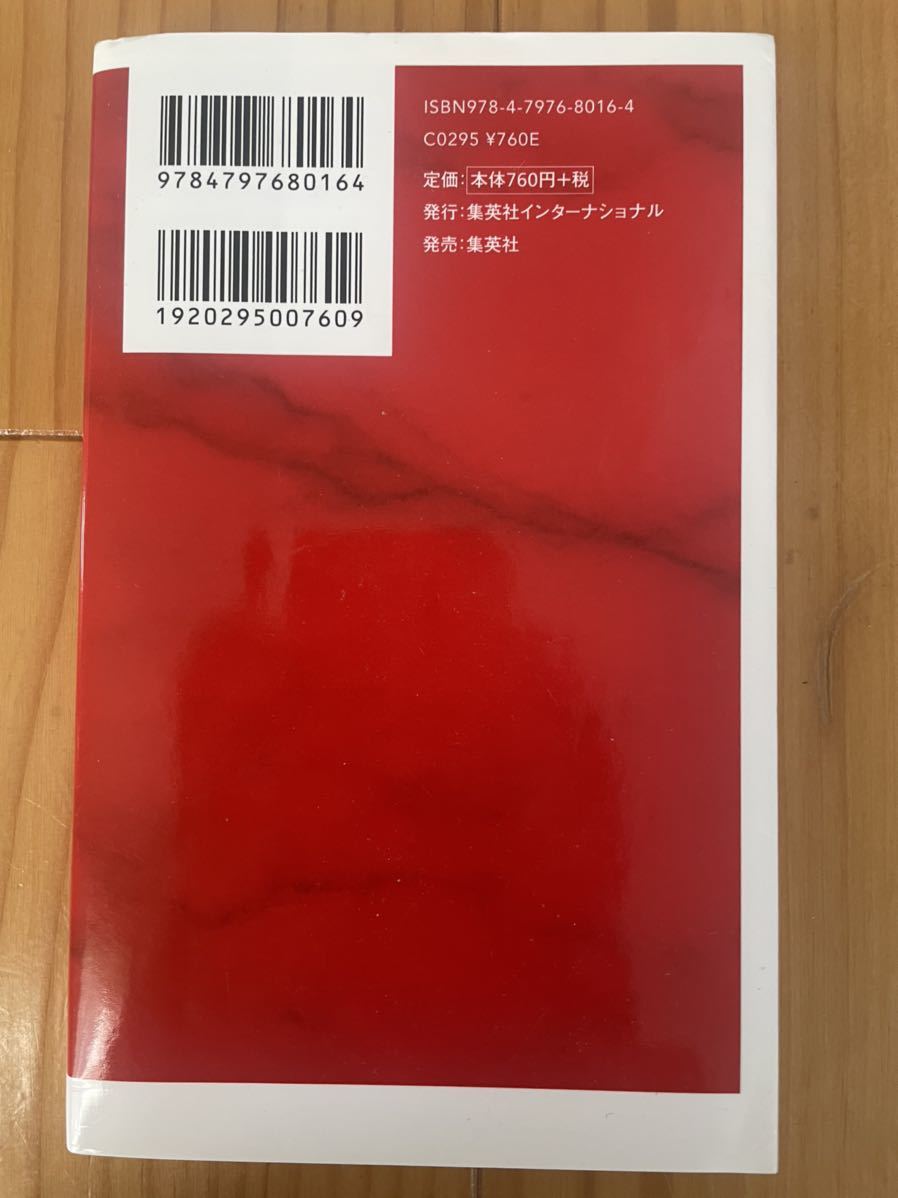 9784797680164
1920295007609
ISBN978-4-7976-8016-4
C0295 ¥760E
定価：本体760円+税
発行：集英社インターナショナル
発売：集英社